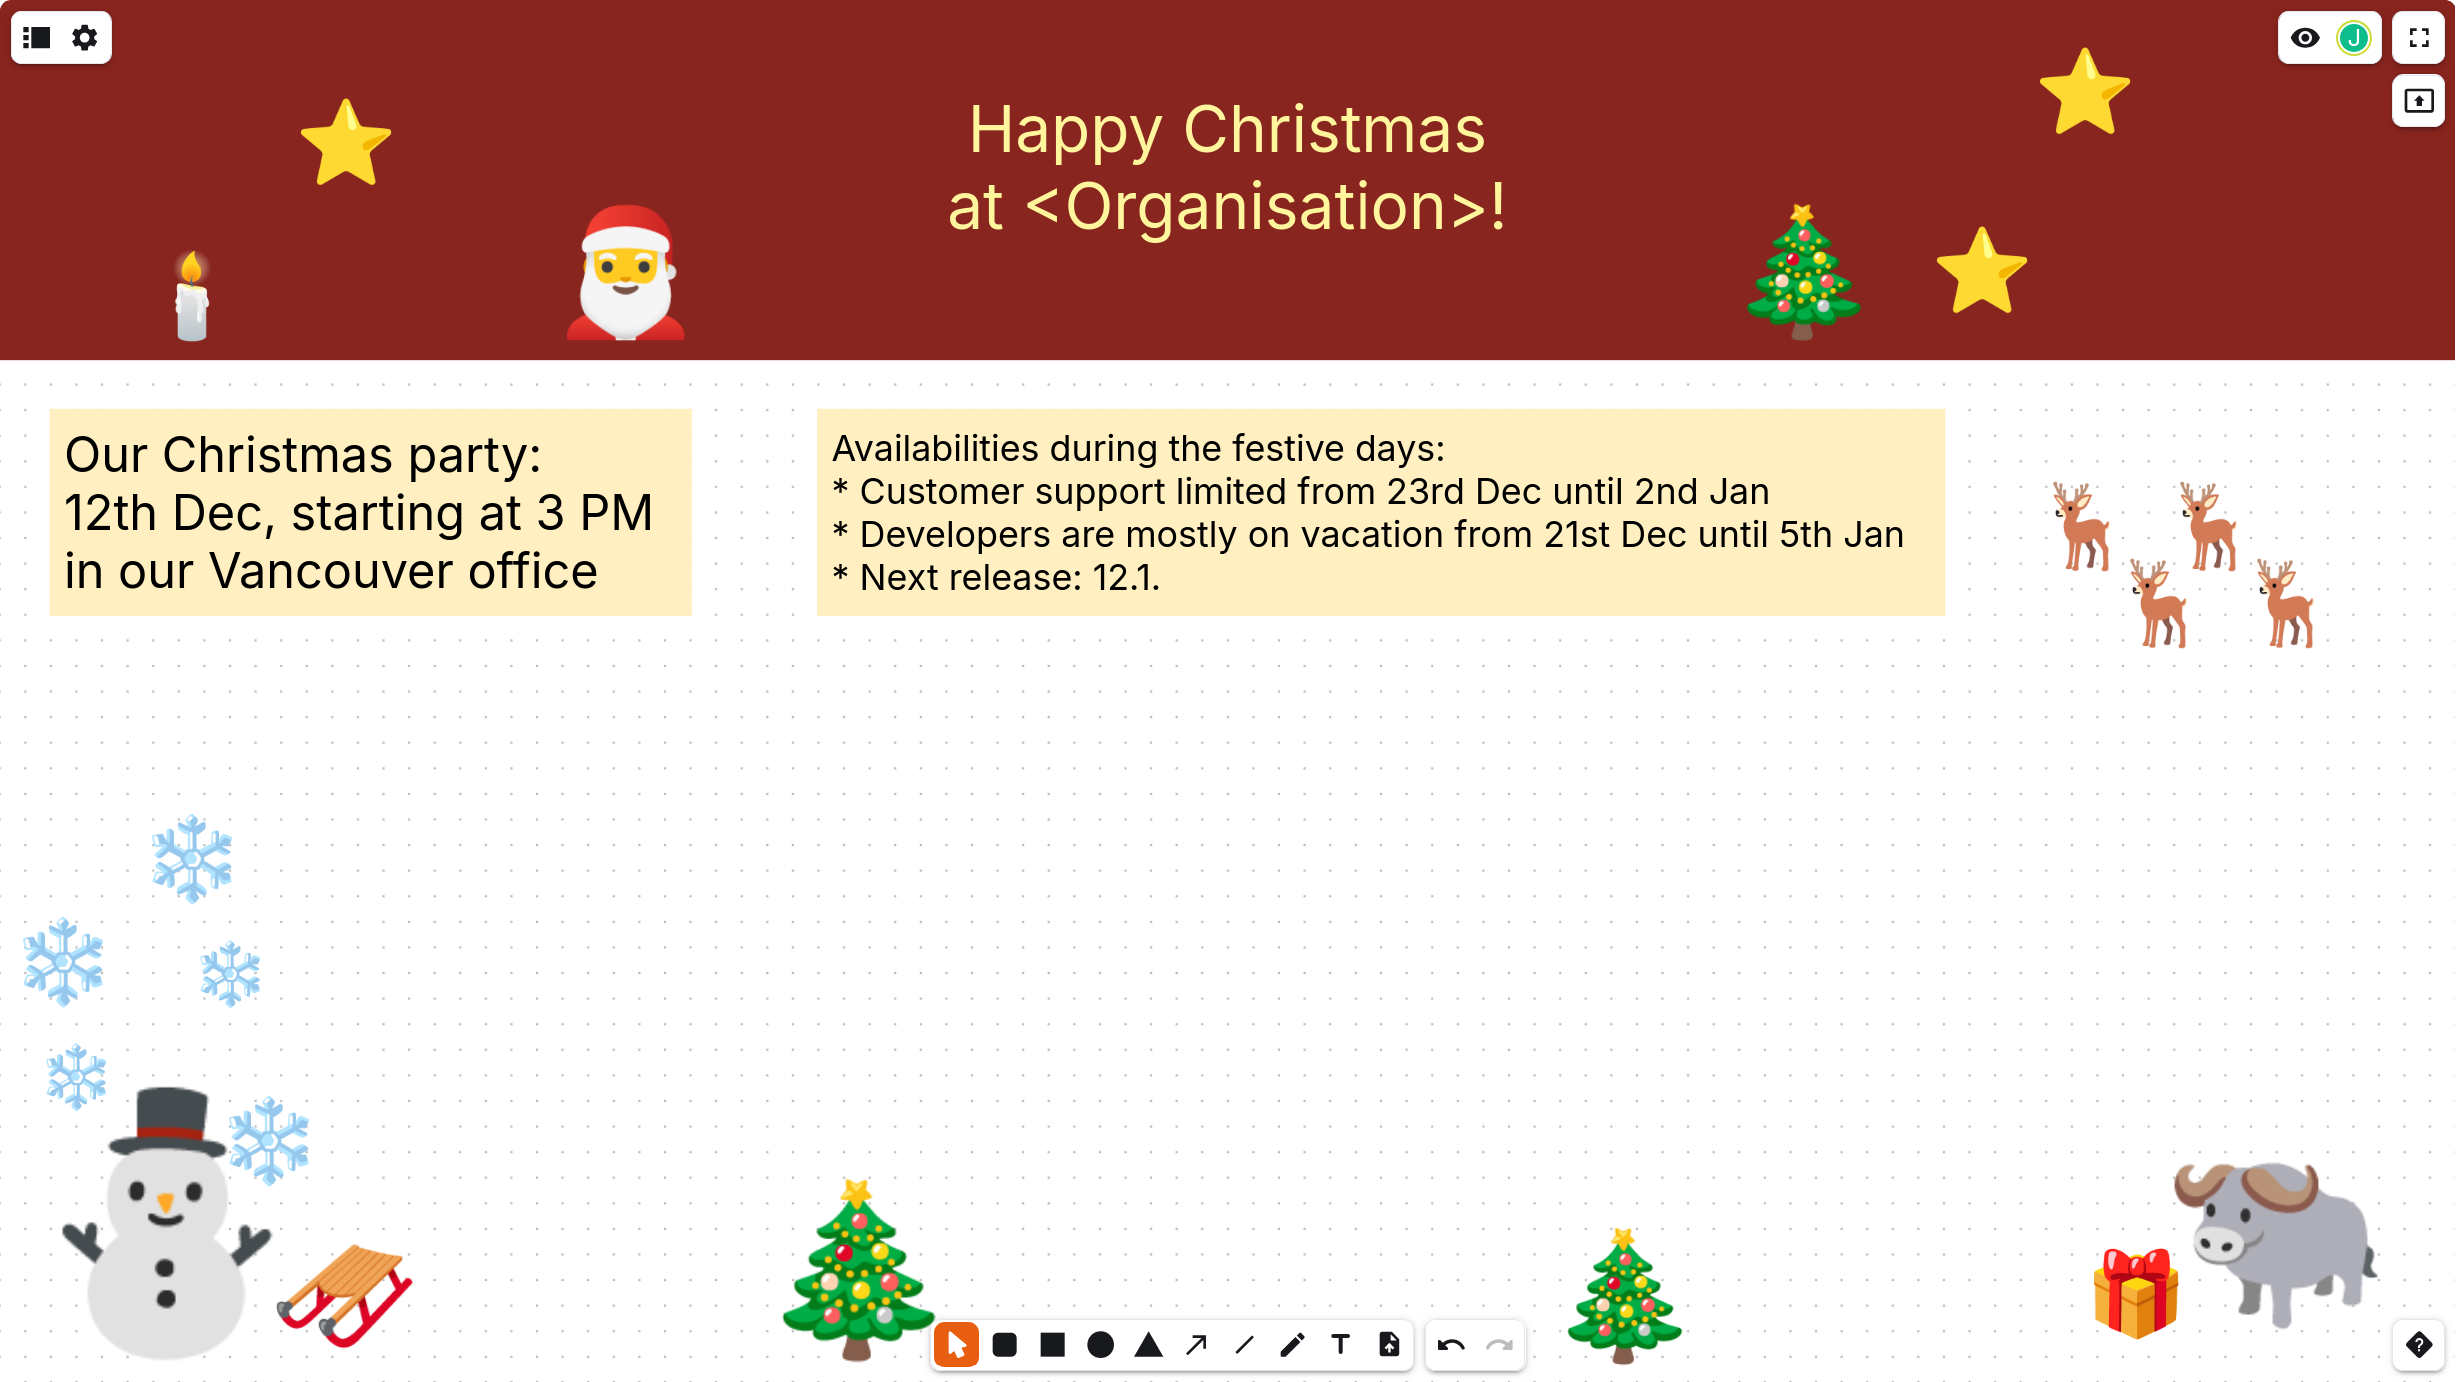 J
Happy Christmas
at <Organisation>!
Our Christmas party:
12th Dec, starting at 3 PM
in our Vancouver office
Availabilities during the festive days:
* Customer support limited from 23rd Dec until 2nd Jan
* Developers are mostly on vacation from 21st Dec until 5th Jan
* Next release: 12.1.
T
?